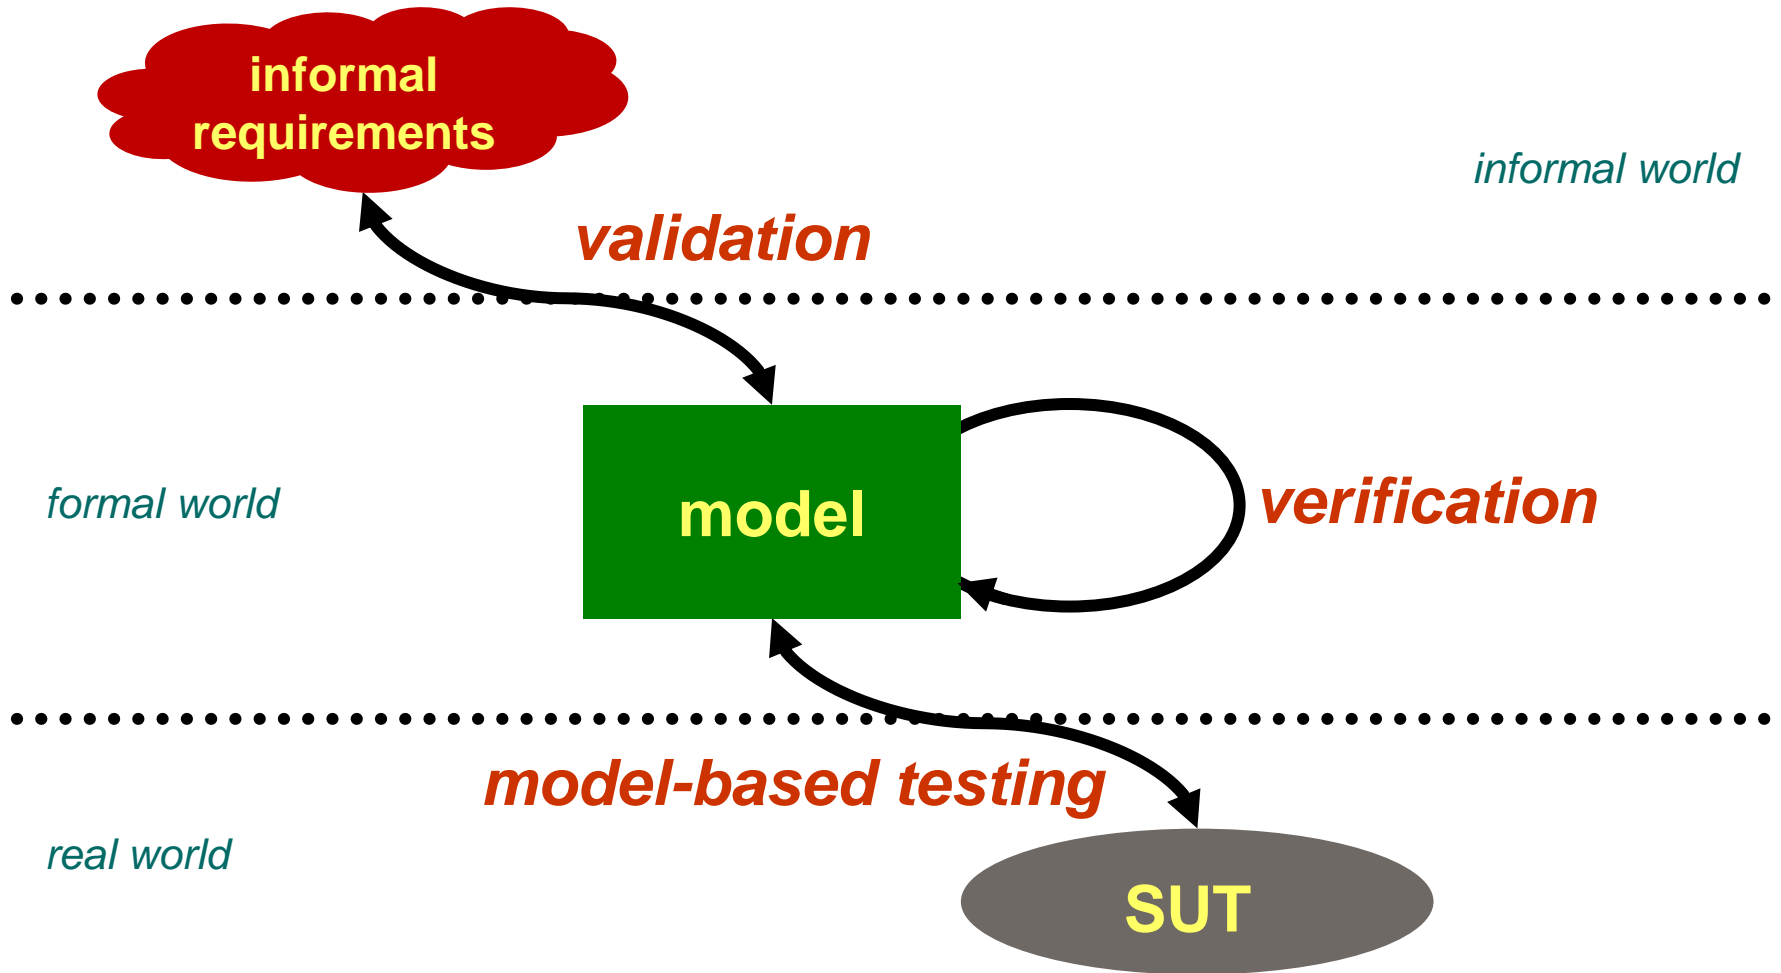 informal
requirements
informal world
validation
formal world
model
verification
model-based testing
real world
SUT